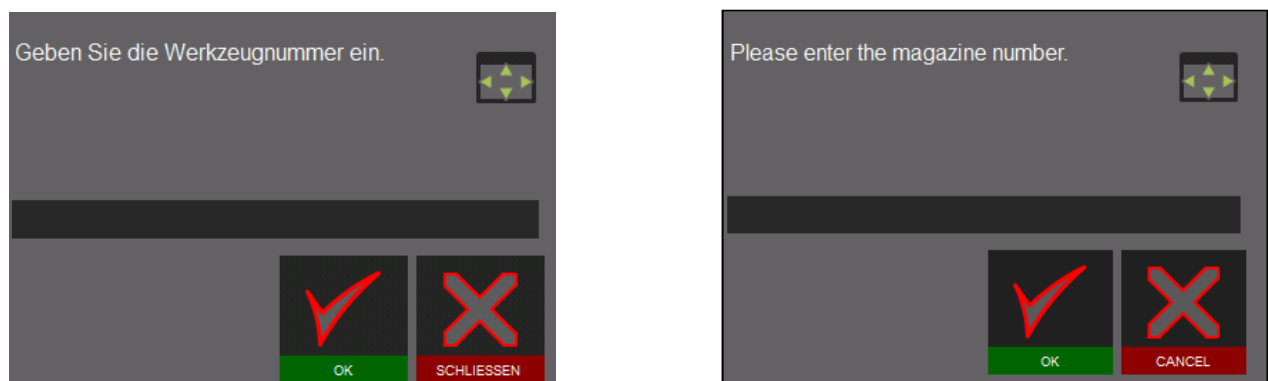 Geben Sie die Werkzeugnummer ein.
OK
SCHLIESSEN
Please enter the magazine number.
OK
CANCEL